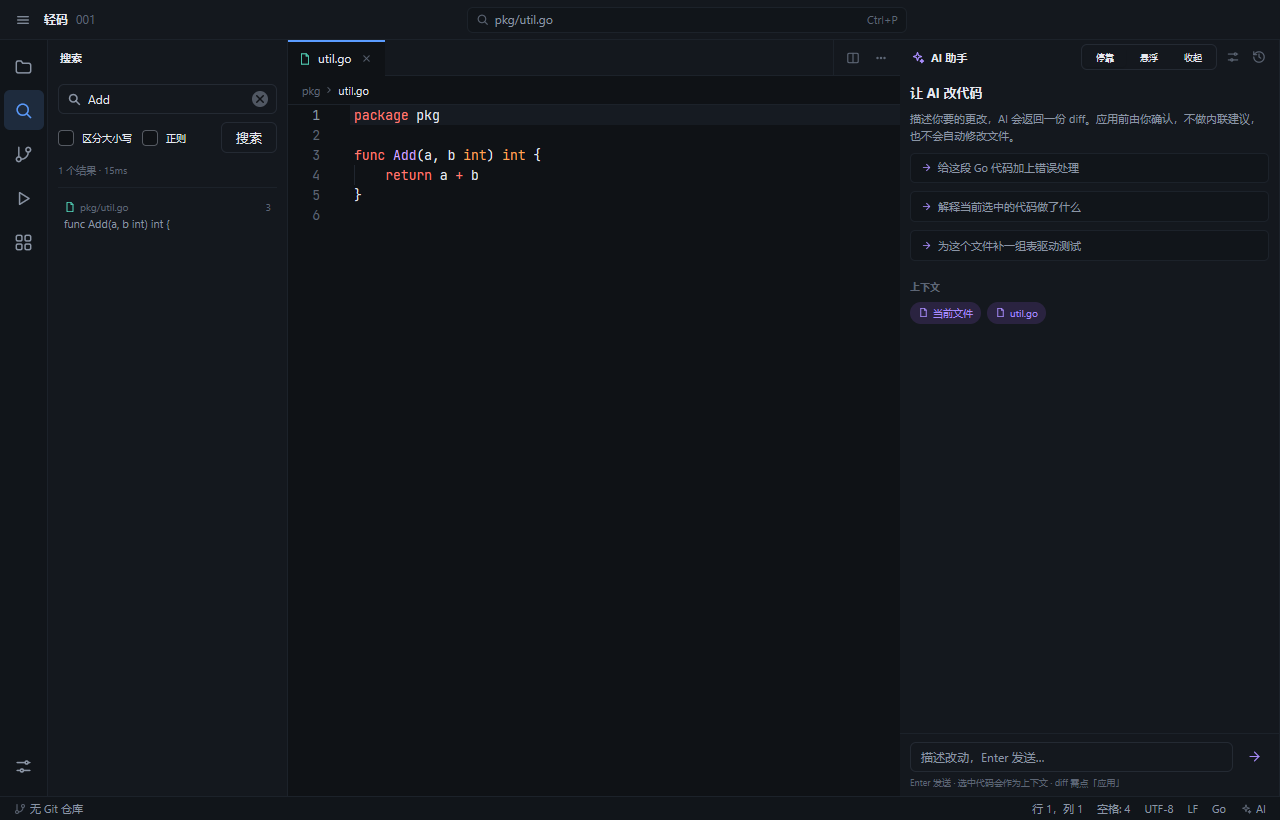 轻码 001
pkg/util.go Ctrl+P
搜索
Add
区分大小写 正则 搜索
1 个结果 · 15ms
pkg/util.go 3
func Add(a, b int) int {
util.go
pkg › util.go
1 package pkg
2
3 func Add(a, b int) int {
4 return a + b
5 }
6
AI 助手 停靠 悬浮 收起
让 AI 改代码
描述你要的更改，AI 会返回一份 diff。应用前由你确认，不做内联建议，
也不会自动修改文件。
→ 给这段 Go 代码加上错误处理
→ 解释当前选中的代码做了什么
→ 为这个文件补一组表驱动测试
上下文
当前文件 util.go
描述改动，Enter 发送...
Enter 发送 · 选中代码会作为上下文 · diff 需点「应用」
无 Git 仓库 行 1，列 1 空格: 4 UTF-8 LF Go AI